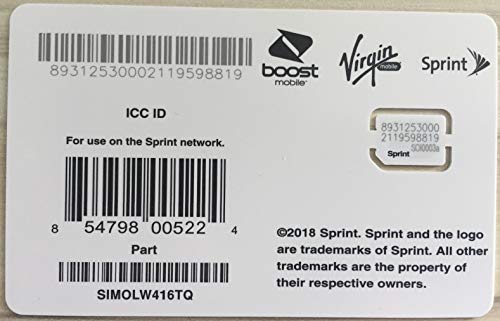 89312530002119598819
boost
mobile
Virgin
mobile
Sprint
ICC ID
For use on the Sprint network.
8 54798 00522 4
Part
SIMOLW416TQ
8931253000
2119598819
SCI0003a
Sprint
©2018 Sprint. Sprint and the logo
are trademarks of Sprint. All other
trademarks are the property of
their respective owners.